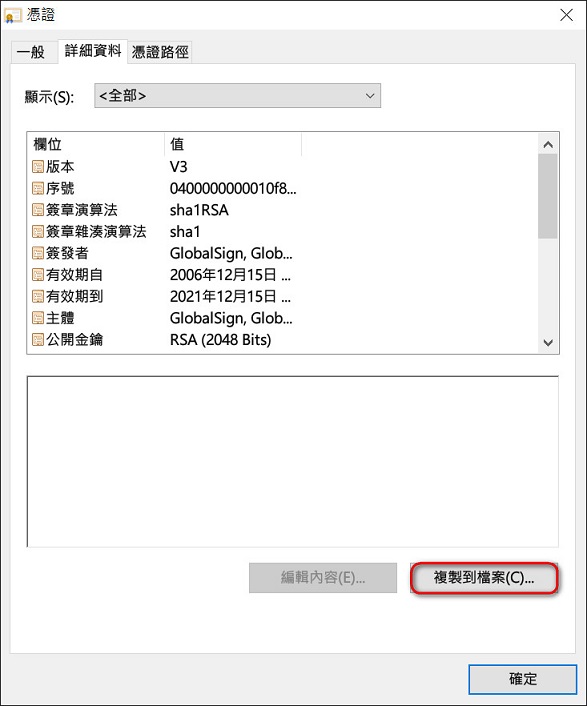 憑證
一般 詳細資料 憑證路徑
顯示(S): <全部>
欄位 值
版本 V3
序號 0400000000010f8...
簽章演算法 sha1RSA
簽章雜湊演算法 sha1
簽發者 GlobalSign, Glob...
有效期自 2006年12月15日 ...
有效期到 2021年12月15日 ...
主體 GlobalSign, Glob...
公開金鑰 RSA (2048 Bits)
編輯內容(E)... 複製到檔案(C)...
確定